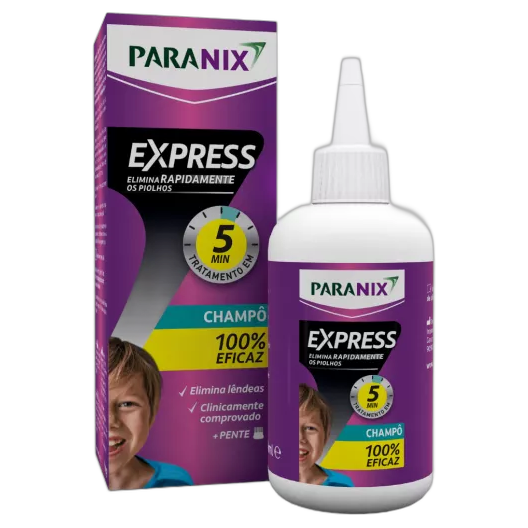 PARANIX
EXPRESS
ELIMINA RAPIDAMENTE
OS PIOLHOS
5
MIN
TRATAMENTO EM
CHAMPÔ
100%
EFICAZ
✓ Elimina lêndeas
✓ Clinicamente
comprovado
+ PENTE
PARANIX
EXPRESS
ELIMINA RAPIDAMENTE
OS PIOLHOS
5
MIN
TRATAMENTO EM
CHAMPÔ
100%
EFICAZ